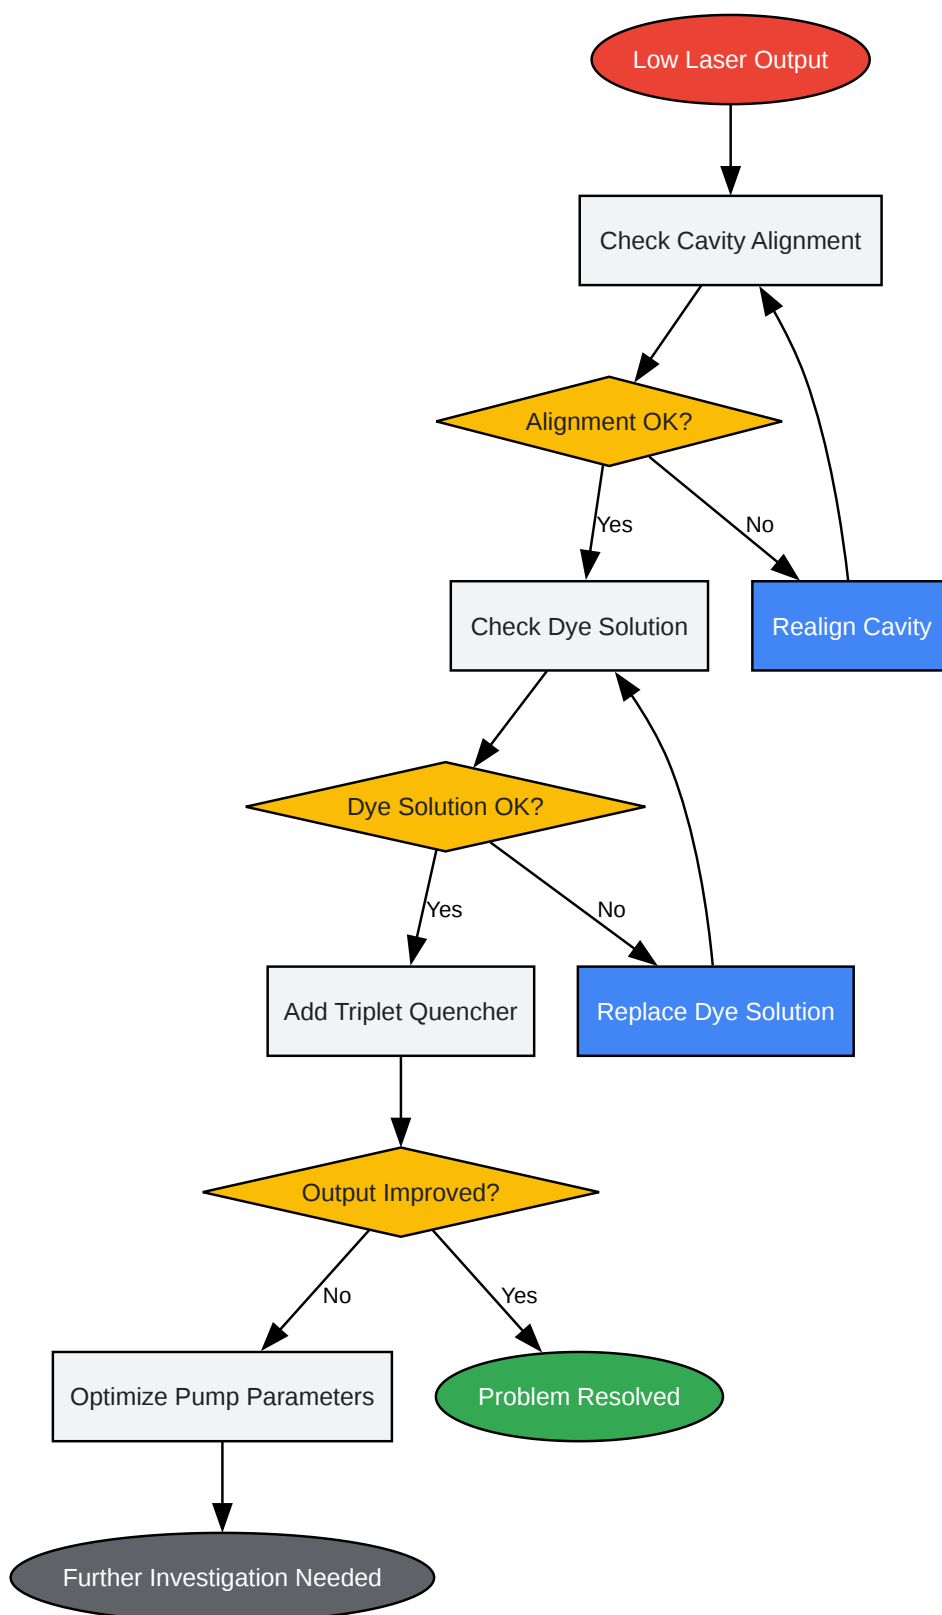 Low Laser Output
Check Cavity Alignment
Alignment OK?
Yes
No
Check Dye Solution
Realign Cavity
Dye Solution OK?
Yes
No
Add Triplet Quencher
Replace Dye Solution
Output Improved?
No
Yes
Optimize Pump Parameters
Problem Resolved
Further Investigation Needed